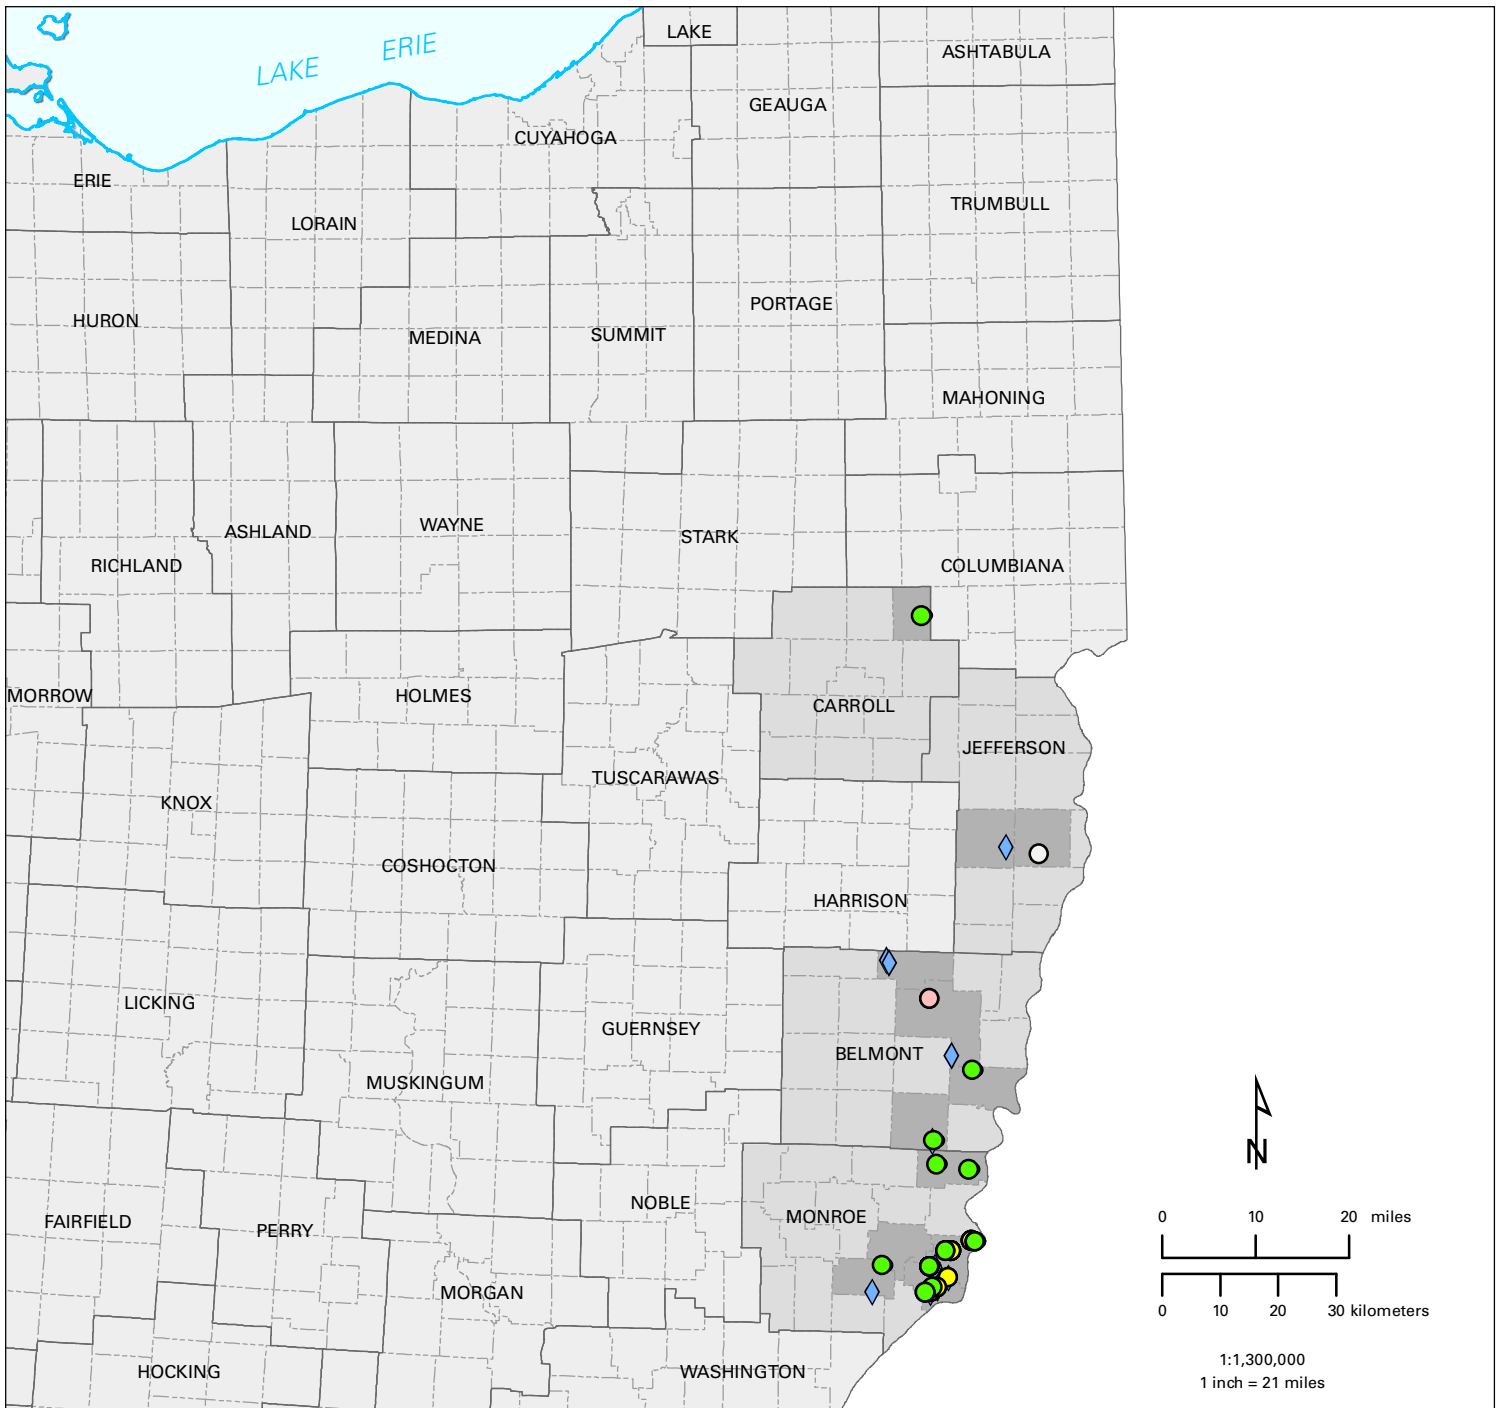 LAKE
ASHTABULA
LAKE ERIE
GEAUGA
CUYAHOGA
ERIE
TRUMBULL
LORAIN
PORTAGE
HURON
SUMMIT
MEDINA
MAHONING
WAYNE
ASHLAND
STARK
RICHLAND
COLUMBIANA
MORROW
HOLMES
CARROLL
JEFFERSON
TUSCARAWAS
KNOX
COSHOCTON
HARRISON
LICKING
GUERNSEY
BELMONT
MUSKINGUM
N
NOBLE
MONROE
FAIRFIELD
PERRY
0 10 20 miles
MORGAN
0 10 20 30 kilometers
1:1,300,000
HOCKING
WASHINGTON
1 inch = 21 miles